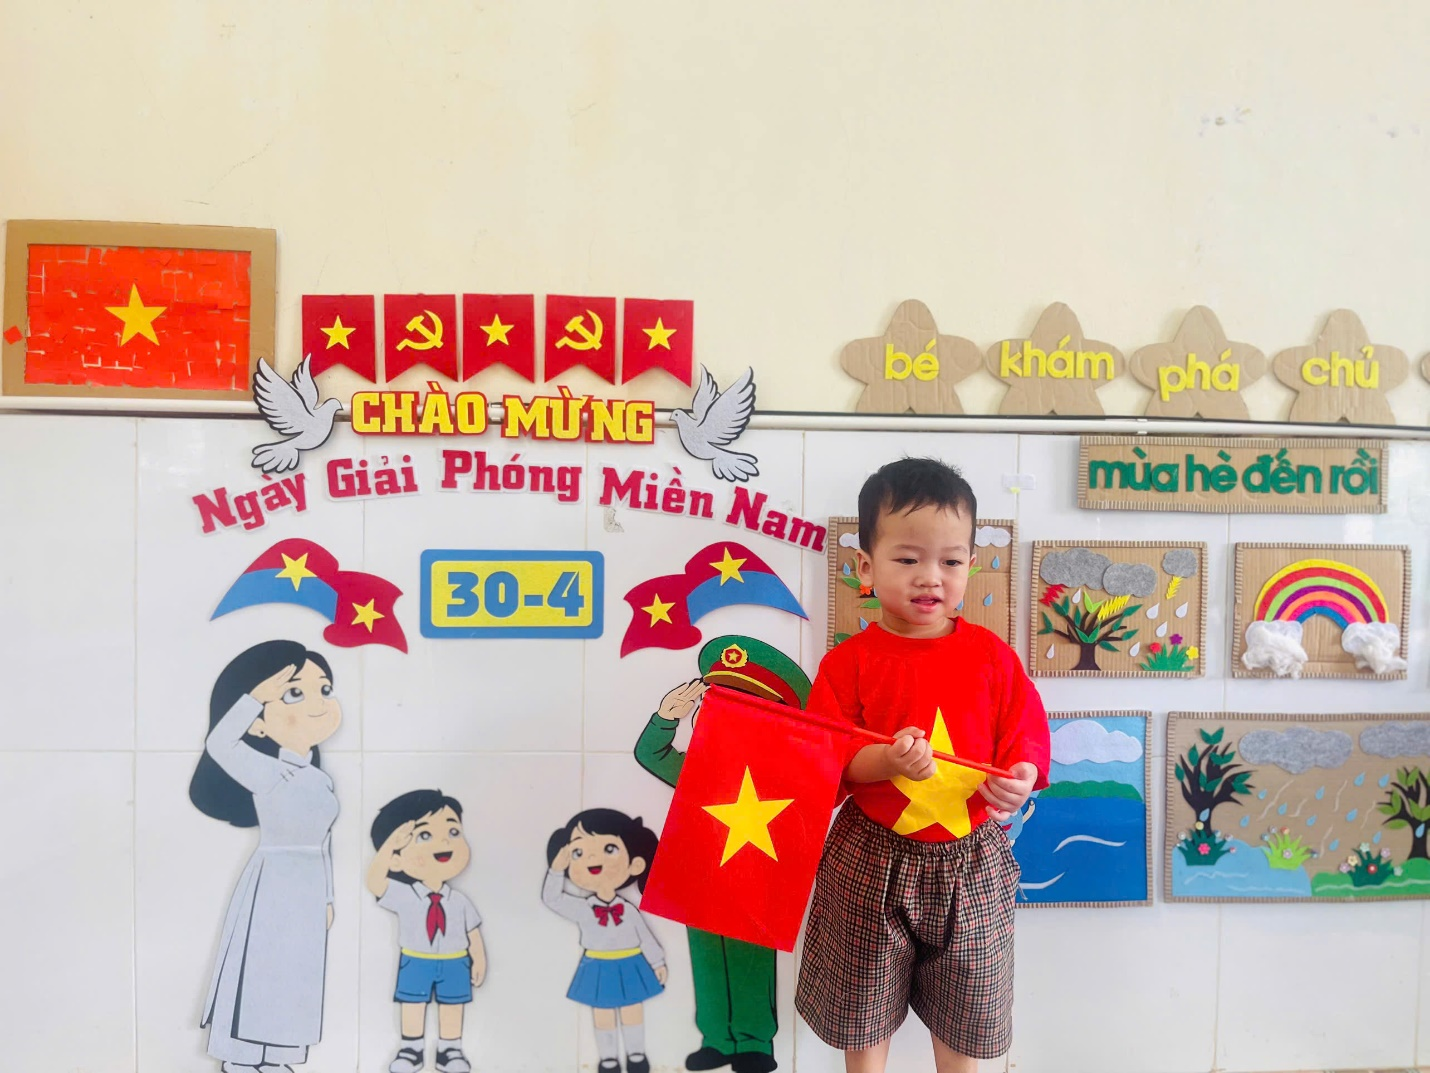 CHÀO MỪNG
Ngày Giải Phóng Miền Nam
30-4
bé khám phá chủ
mùa hè đến rồi